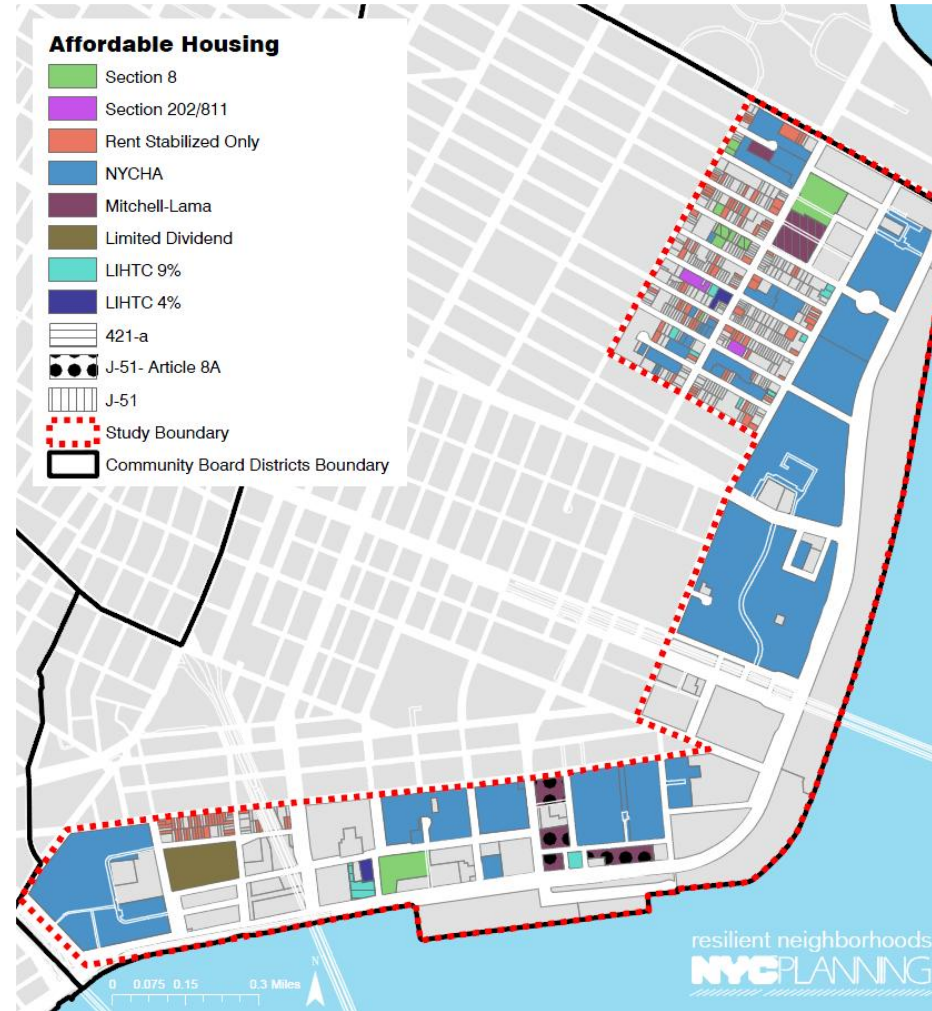 Affordable Housing
Section 8
Section 202/811
Rent Stabilized Only
NYCHA
Mitchell-Lama
Limited Dividend
LIHTC 9%
LIHTC 4%
421-a
J-51- Article 8A
J-51
Study Boundary
Community Board Districts Boundary
N
0 0.075 0.15 0.3 Miles
resilient neighborhoods
NYCPLANNING